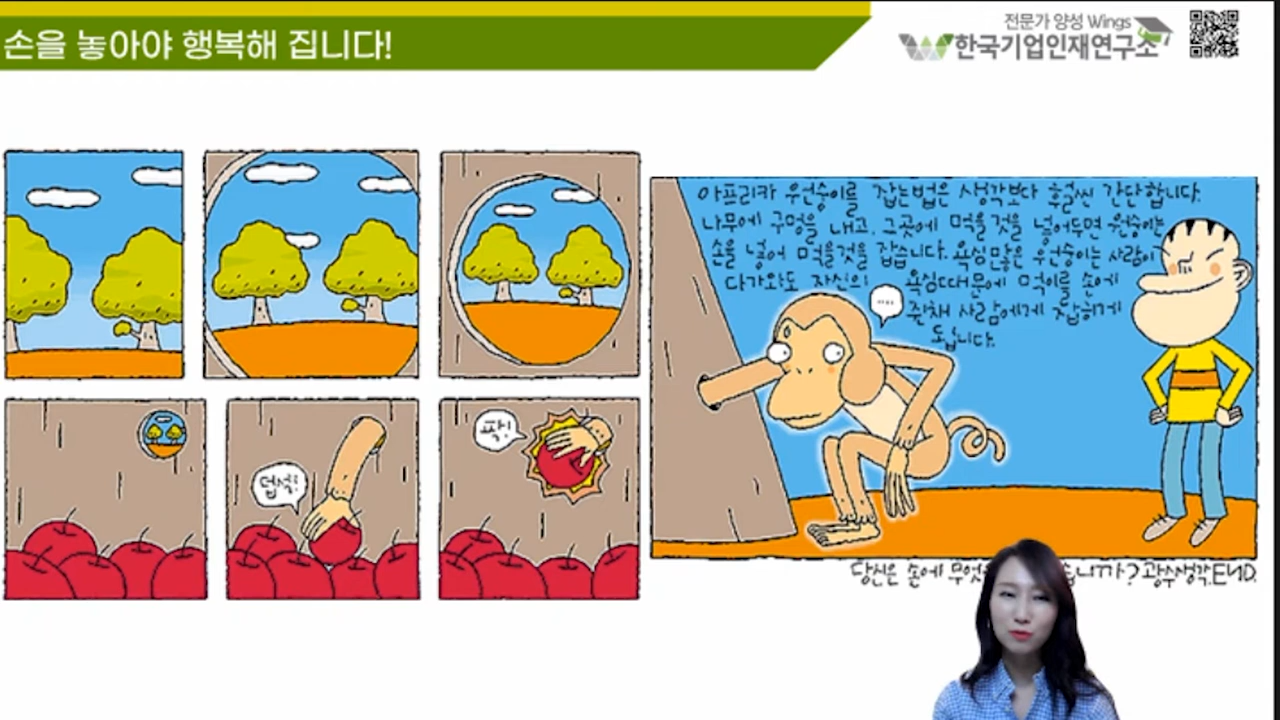 손을 놓아야 행복해 집니다!
전문가 양성 Wings
한국기업인재연구소
덥석!
팍!
아프리카 원숭이를 잡는법은 생각보다 훨씬 간단합니다.
나무에 구멍을 내고, 그곳에 먹을 것을 넣어두면 원숭이는
손을 넣어 먹을것을 잡습니다. 욕심많은 원숭이는 사람이
다가와도 자신의 욕심때문에 먹이를 손에
쥔채 사람에게 잡히게
됩니다.
....
당신은 손에 습니까? 광수생각. END.